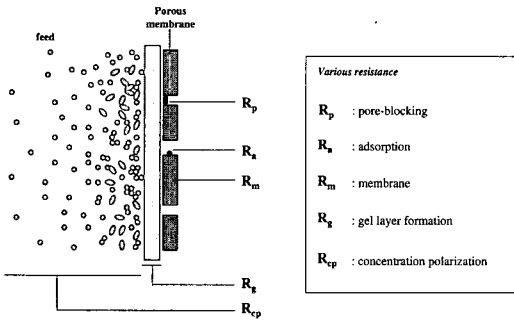 Porous
membrane
feed
Rp
Ra
Rm
Rg
Rcp
Various resistance
Rp : pore-blocking
Ra : adsorption
Rm : membrane
Rg : gel layer formation
Rcp : concentration polarization